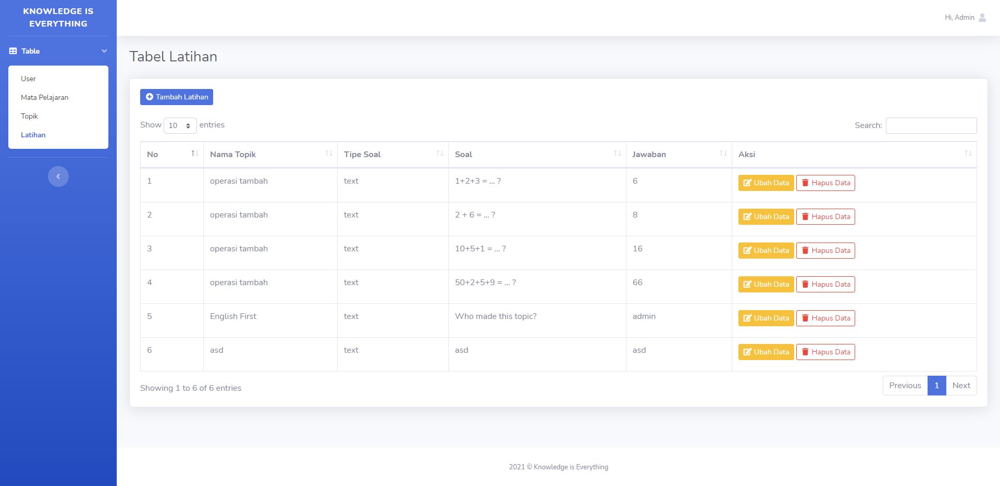 KNOWLEDGE IS
EVERYTHING
Hi, Admin
Table
User
Mata Pelajaran
Topik
Latihan
Tabel Latihan
Tambah Latihan
Show 10 entries
Search:
No Nama Topik Tipe Soal Soal Jawaban Aksi
1 operasi tambah text 1+2+3 = ... ? 6 Ubah Data Hapus Data
2 operasi tambah text 2 + 6 = ... ? 8 Ubah Data Hapus Data
3 operasi tambah text 10+5+1 = ... ? 16 Ubah Data Hapus Data
4 operasi tambah text 50+2+5+9 = ... ? 66 Ubah Data Hapus Data
5 English First text Who made this topic? admin Ubah Data Hapus Data
6 asd text asd asd Ubah Data Hapus Data
Showing 1 to 6 of 6 entries
Previous 1 Next
2021 © Knowledge is Everything